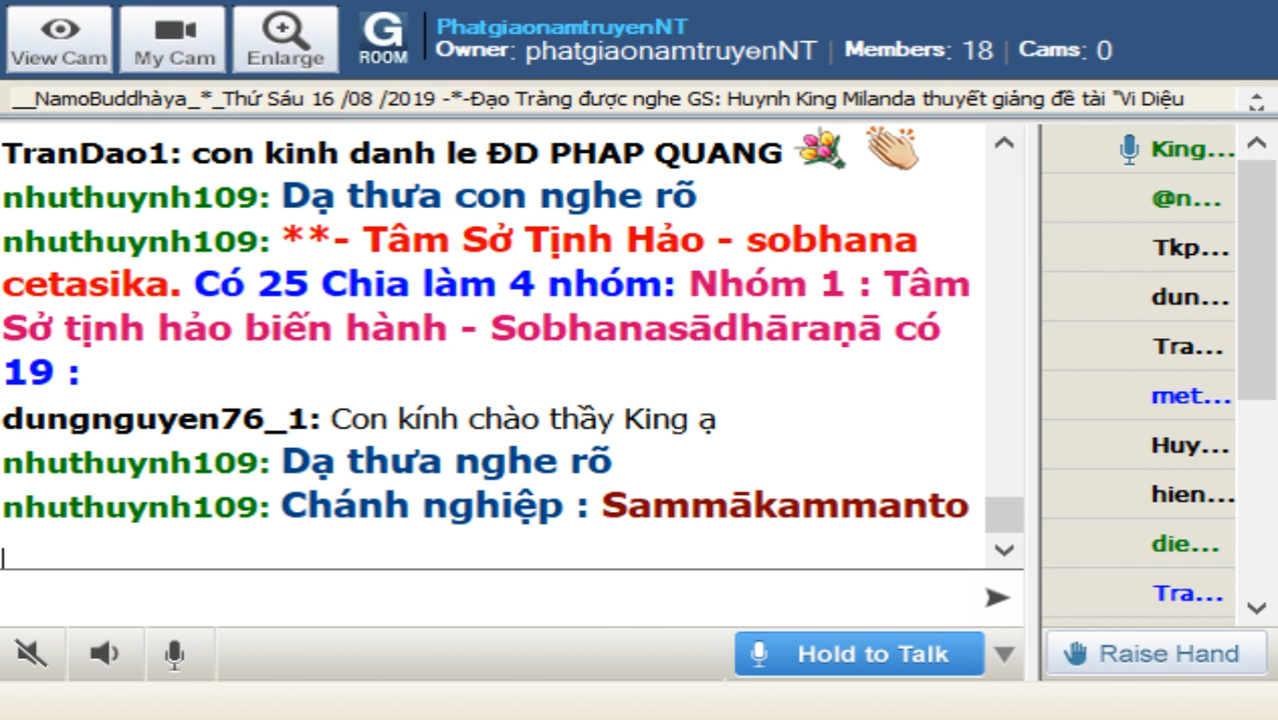 View Cam
My Cam
Enlarge
G
ROOM
PhatgiaonamtruyenNT
Owner: phatgiaonamtruyenNT | Members: 18 | Cams: 0
__NamoBuddhàya_*_Thứ Sáu 16 /08 /2019 -*-Đạo Tràng được nghe GS: Huynh King Milanda thuyết giảng đề tài "Vi Diệu
TranDao1: con kinh danh le ĐD PHAP QUANG
nhuthuynh109: Dạ thưa con nghe rõ
nhuthuynh109: **- Tâm Sở Tịnh Hảo - sobhana
cetasika. Có 25 Chia làm 4 nhóm: Nhóm 1 : Tâm
Sở tịnh hảo biến hành - Sobhanasādhāraṇā có
19 :
dungnguyen76_1: Con kính chào thầy King ạ
nhuthuynh109: Dạ thưa nghe rõ
nhuthuynh109: Chánh nghiệp : Sammākammanto
King...
@n...
Tkp...
dun...
Tra...
met...
Huy...
hien...
die...
Tra...
Hold to Talk
Raise Hand